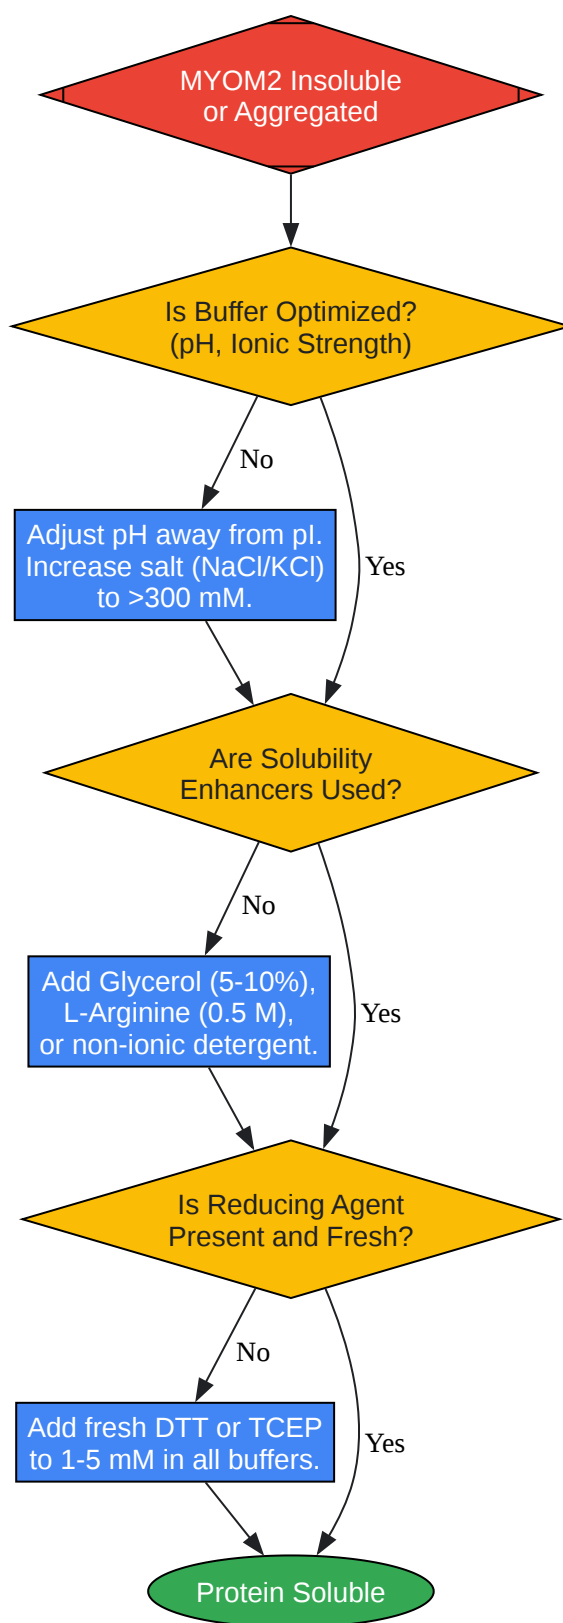 MYOM2 Insoluble
or Aggregated
Is Buffer Optimized?
(pH, Ionic Strength)
No
Yes
Adjust pH away from pI.
Increase salt (NaCl/KCl)
to >300 mM.
Are Solubility
Enhancers Used?
No
Yes
Add Glycerol (5-10%),
L-Arginine (0.5 M),
or non-ionic detergent.
Is Reducing Agent
Present and Fresh?
No
Yes
Add fresh DTT or TCEP
to 1-5 mM in all buffers.
Protein Soluble